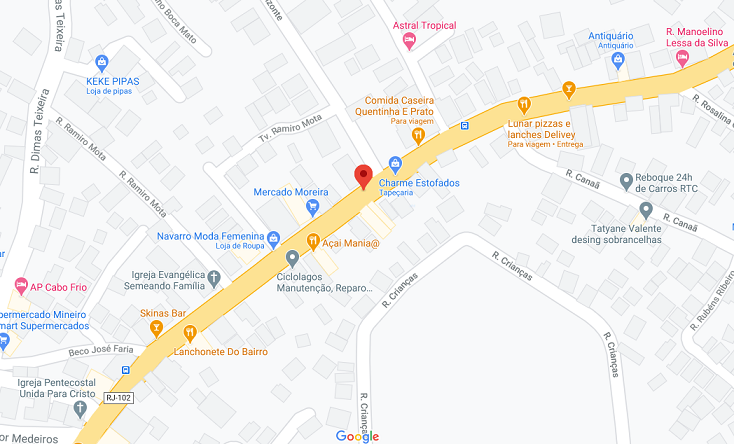 as Teixeira
no Boca Mato
zonte
Astral Tropical
Antiquário
Antiquário
R. Manoelino
Lessa da Silva
KEKE PIPAS
Loja de pipas
R. Dimas Teixeira
R. Ramiro Mota
Tv. Ramiro Mota
Comida Caseira
Quentinha E Prato
Para viagem
Lunar pizzas e
lanches Delivey
Para viagem • Entrega
R. Rosalina
R. Ramiro Mota
Mercado Moreira
Charme Estofados
Tapeçaria
R. Canaã
Reboque 24h
de Carros RTC
R. Canaã
Tatyane Valente
desing sobrancelhas
Navarro Moda Femenina
Loja de Roupa
Açaí Mania@
Igreja Evangélica
Semeando Família
Ciclolagos
Manutenção, Reparo...
R. Crianças
R. Crianças
R. Rubéns Ribeiro
ar
AP Cabo Frio
Skinas Bar
upermercado Mineiro
mart Supermercados
Beco José Faria
Lanchonete Do Bairro
R. Crianças
Igreja Pentecostal
Unida Para Cristo
RJ-102
R. Crianças
or Medeiros
Google